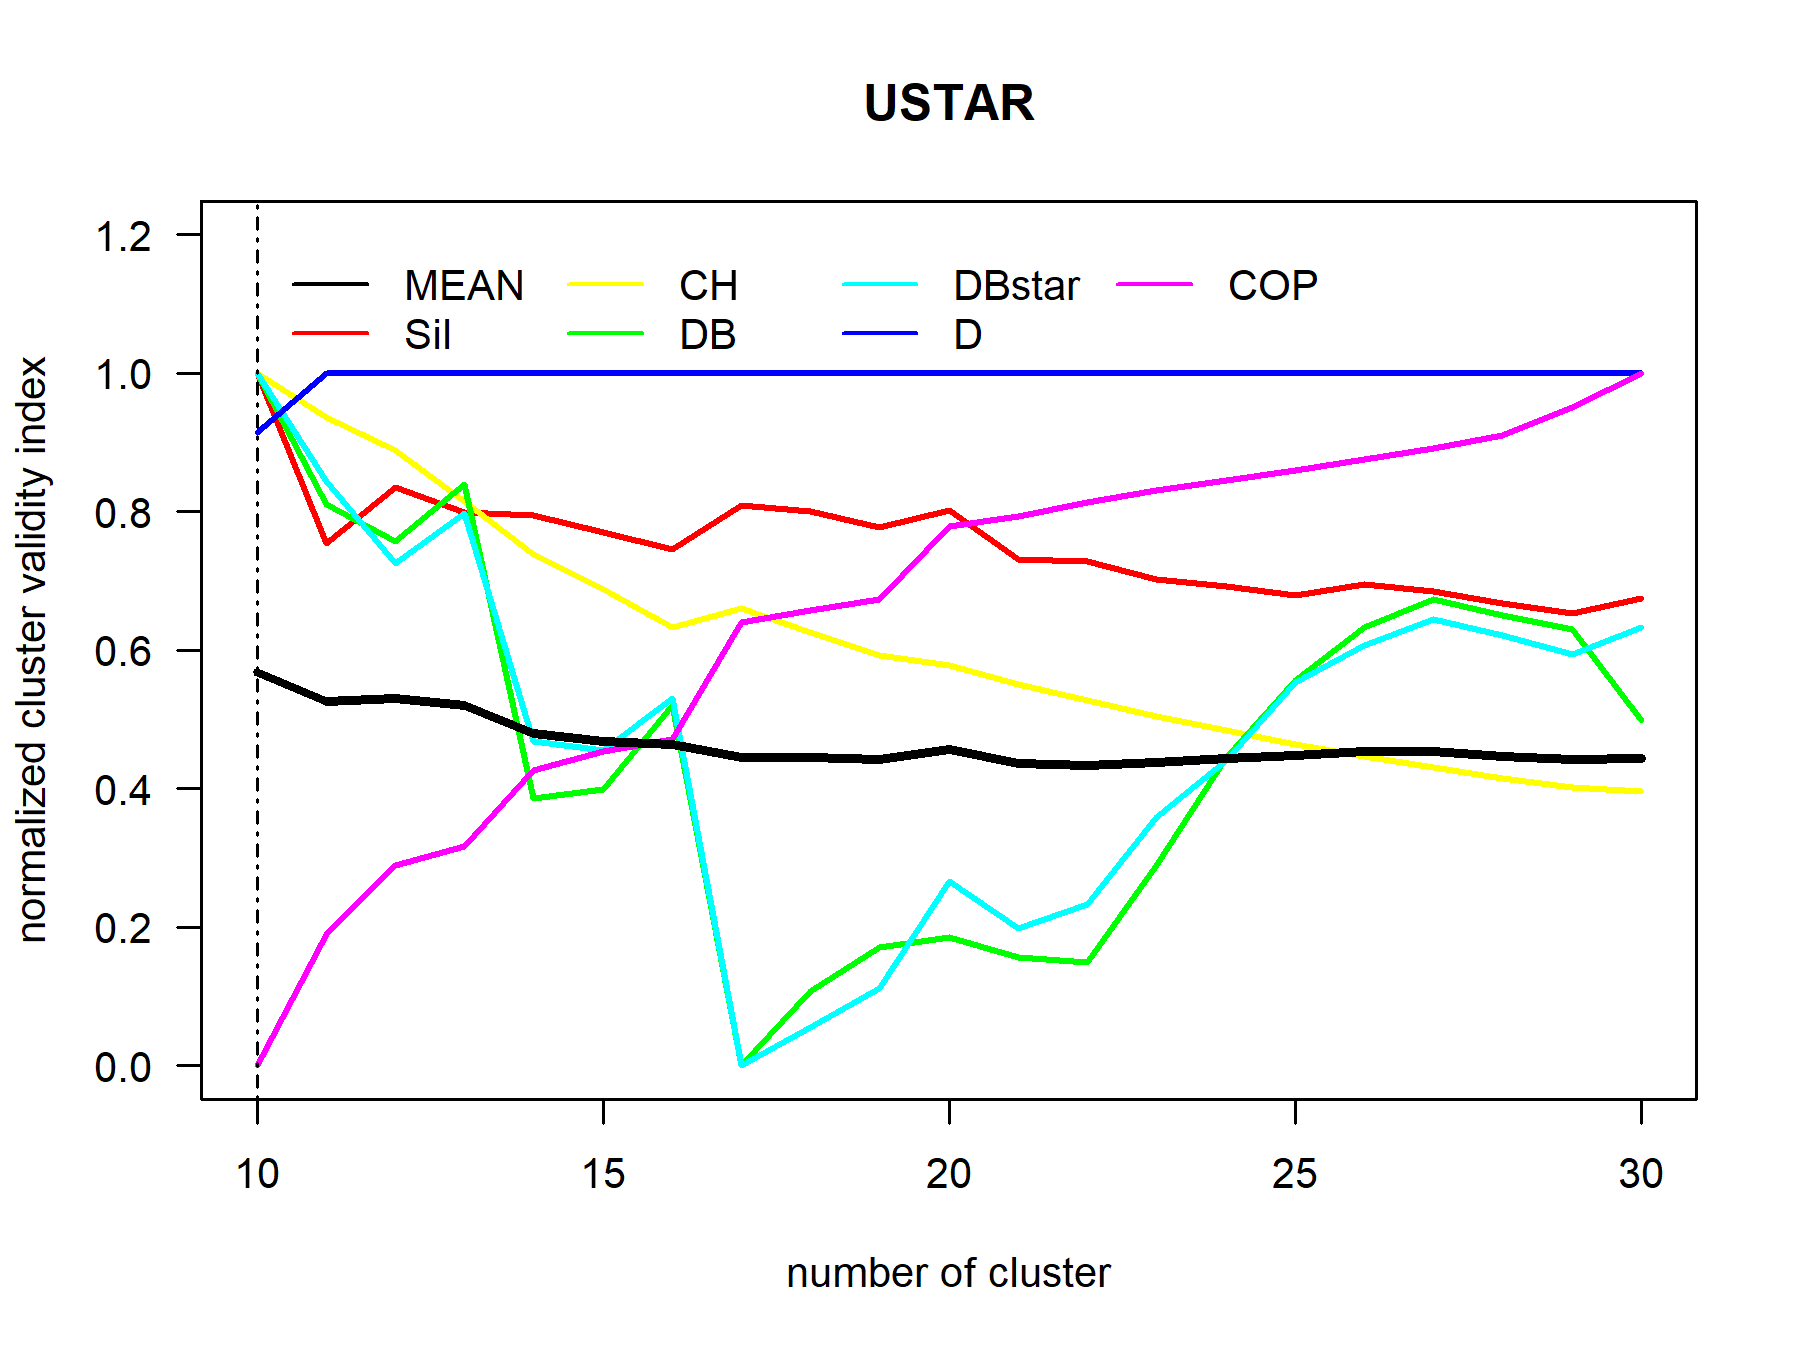 USTAR
normalized cluster validity index
1.2
1.0
0.8
0.6
0.4
0.2
0.0
MEAN CH DBstar COP
Sil DB D
10 15 20 25 30
number of cluster